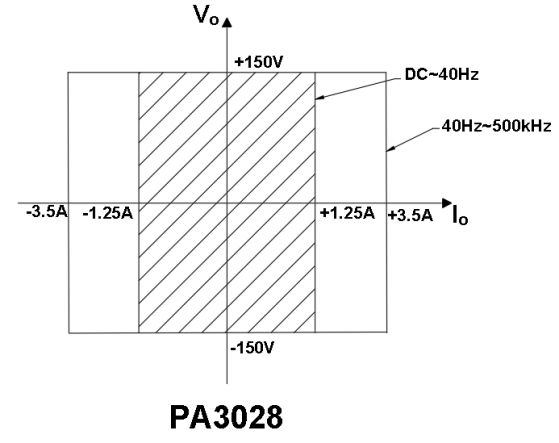 Vo
+150V
DC~40Hz
40Hz~500kHz
-3.5A
-1.25A
+1.25A
+3.5A
Io
-150V
PA3028